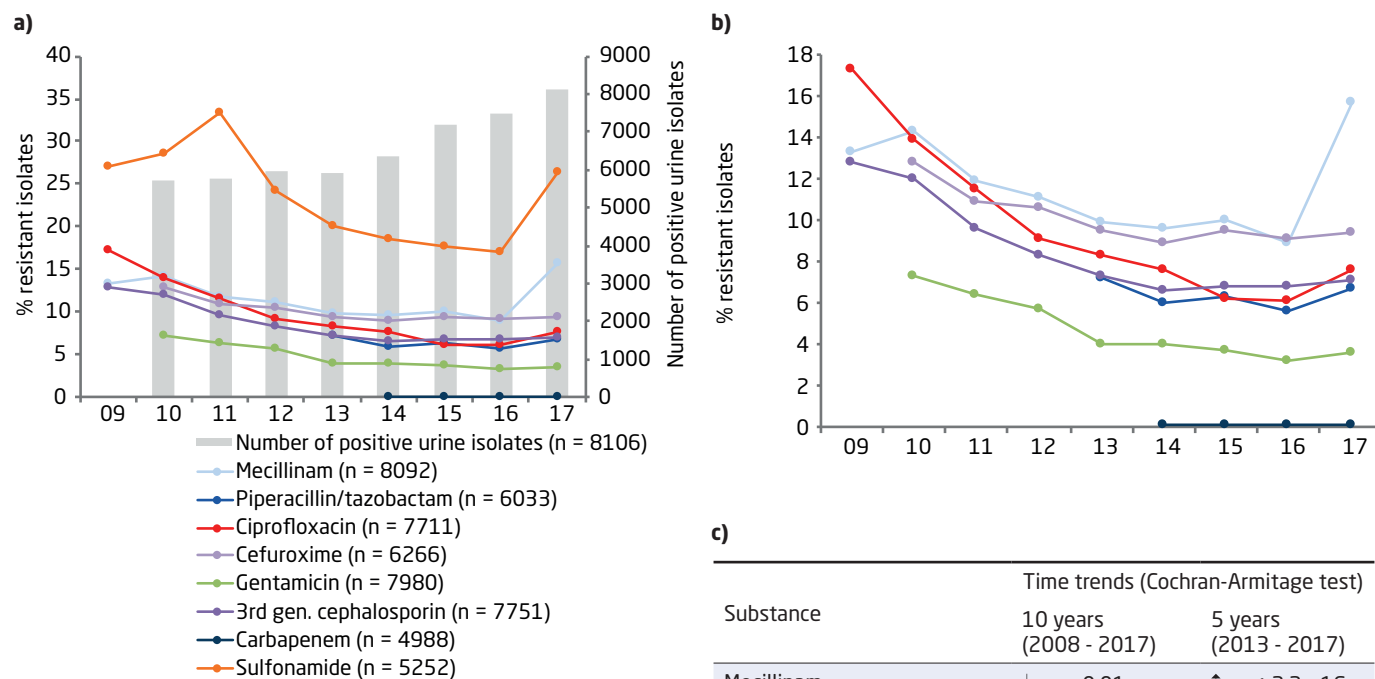 a)
40
35
30
25
20
15
10
5
0
% resistant isolates
9000
8000
7000
6000
5000
4000
3000
2000
1000
0
Number of positive urine isolates
09 10 11 12 13 14 15 16 17
Number of positive urine isolates (n = 8106)
Mecillinam (n = 8092)
Piperacillin/tazobactam (n = 6033)
Ciprofloxacin (n = 7711)
Cefuroxime (n = 6266)
Gentamicin (n = 7980)
3rd gen. cephalosporin (n = 7751)
Carbapenem (n = 4988)
Sulfonamide (n = 5252)
b)
18
16
14
12
10
8
6
4
2
0
% resistant isolates
09 10 11 12 13 14 15 16 17
c)
Time trends (Cochran-Armitage test)
Substance
10 years
(2008 - 2017)
5 years
(2013 - 2017)